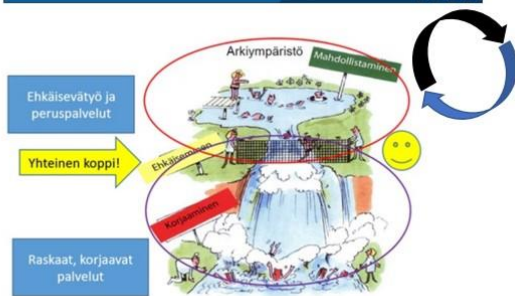 Arkiympäristö
Mahdollistaminen
Ehkäisevätyö ja
peruspalvelut
Yhteinen koppi!
Ehkäiseminen
Korjaaminen
Raskaat, korjaavat
palvelut